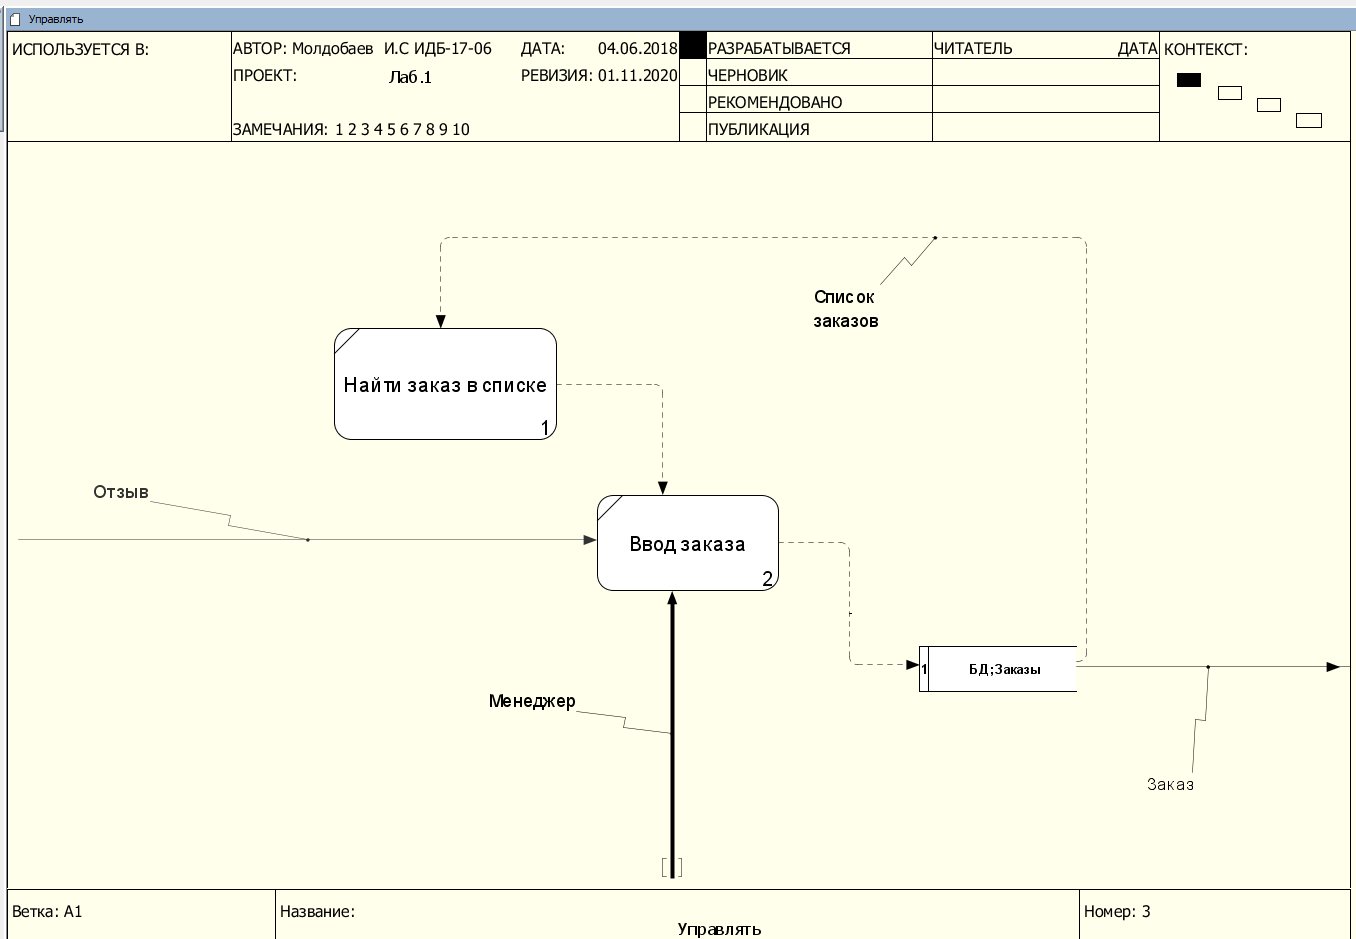 Управлять
ИСПОЛЬЗУЕТСЯ В:
АВТОР: Молдобаев И.С ИДБ-17-06
ДАТА: 04.06.2018
РАЗРАБАТЫВАЕТСЯ
ЧИТАТЕЛЬ
ДАТА
КОНТЕКСТ:
ПРОЕКТ: Лаб.1
РЕВИЗИЯ: 01.11.2020
ЧЕРНОВИК
РЕКОМЕНДОВАНО
ЗАМЕЧАНИЯ: 1 2 3 4 5 6 7 8 9 10
ПУБЛИКАЦИЯ
Список
заказов
Найти заказ в списке
1
Отзыв
Ввод заказа
2
1
БД;Заказы
Менеджер
Заказ
Ветка: A1
Название:
Управлять
Номер: 3